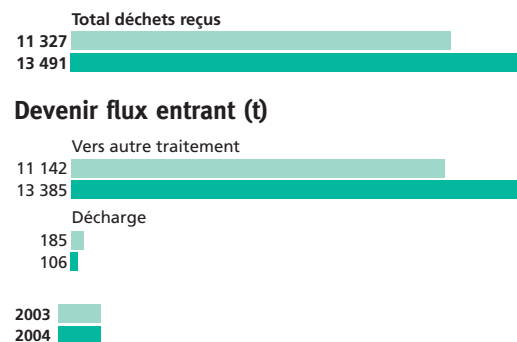 Total déchets reçus
11 327
13 491
Devenir flux entrant (t)
Vers autre traitement
11 142
13 385
Décharge
185
106
2003
2004